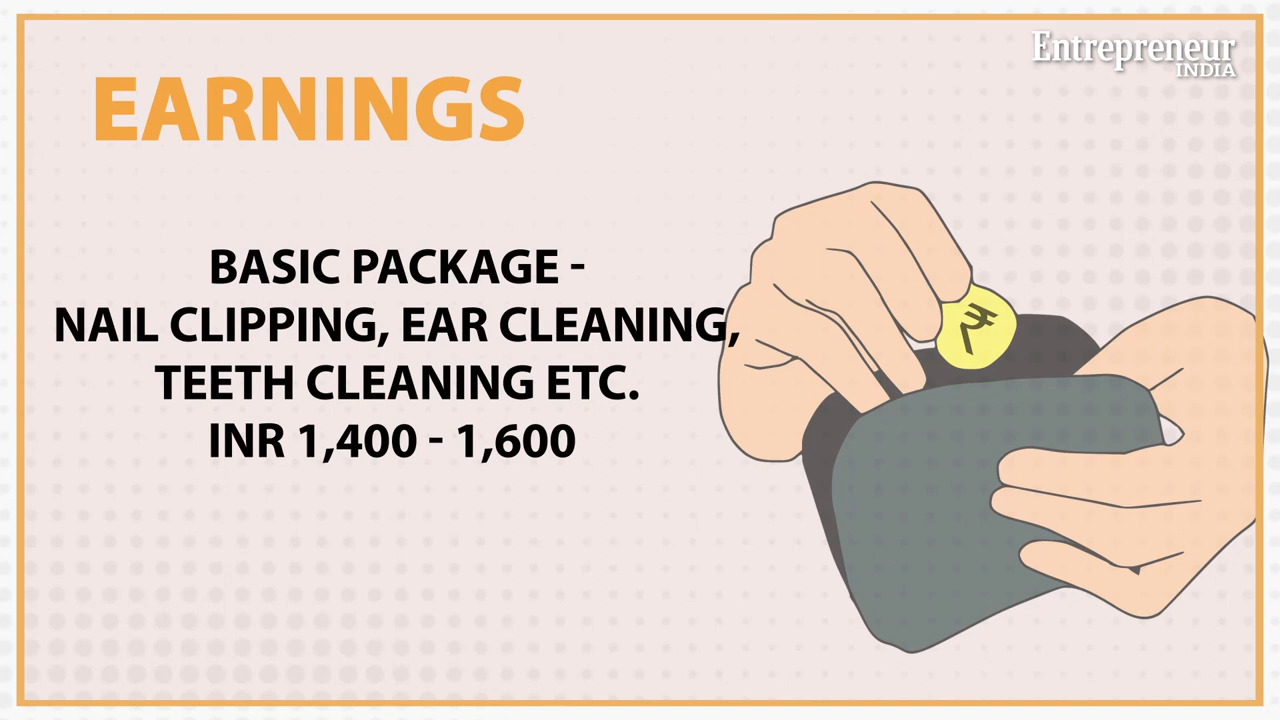 Entrepreneur
INDIA
EARNINGS
BASIC PACKAGE -
NAIL CLIPPING, EAR CLEANING,
TEETH CLEANING ETC.
INR 1,400 - 1,600
₹